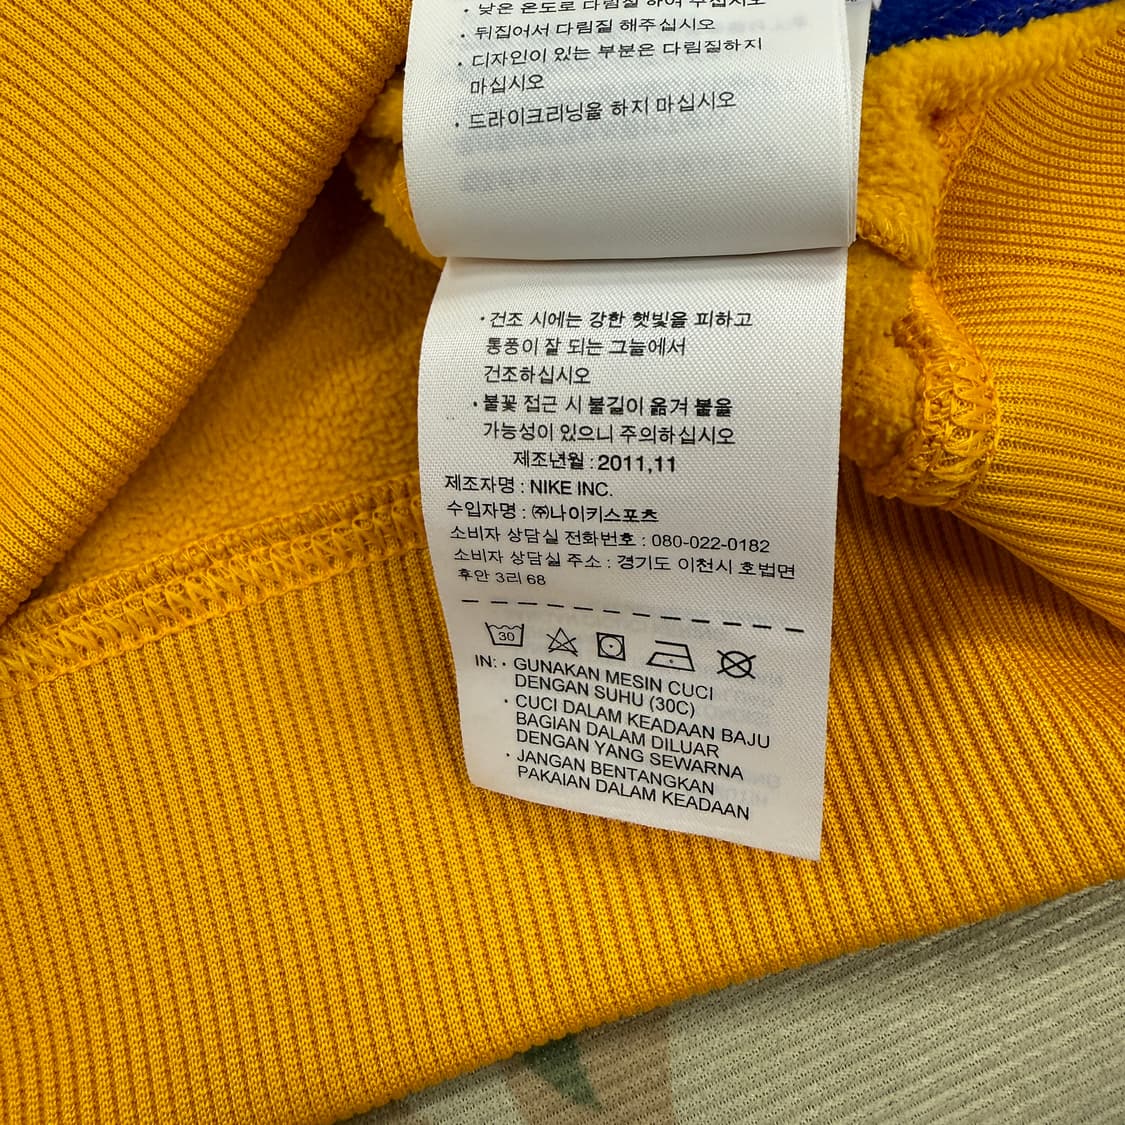 • 낮은 온도로 다림질 하여 주십시오
• 뒤집어서 다림질 해주십시오
• 디자인이 있는 부분은 다림질하지
마십시오
• 드라이크리닝을 하지 마십시오
• 건조 시에는 강한 햇빛을 피하고
통풍이 잘 되는 그늘에서
건조하십시오
• 불꽃 접근 시 불길이 옮겨 붙을
가능성이 있으니 주의하십시오
제조년월 : 2011.11
제조자명 : NIKE INC.
수입자명 : ㈜나이키스포츠
소비자 상담실 전화번호 : 080-022-0182
소비자 상담실 주소 : 경기도 이천시 호법면
후안 3리 68
30
IN: • GUNAKAN MESIN CUCI
DENGAN SUHU (30C)
• CUCI DALAM KEADAAN BAJU
BAGIAN DALAM DILUAR
DENGAN YANG SEWARNA
• JANGAN BENTANGKAN
PAKAIAN DALAM KEADAAN